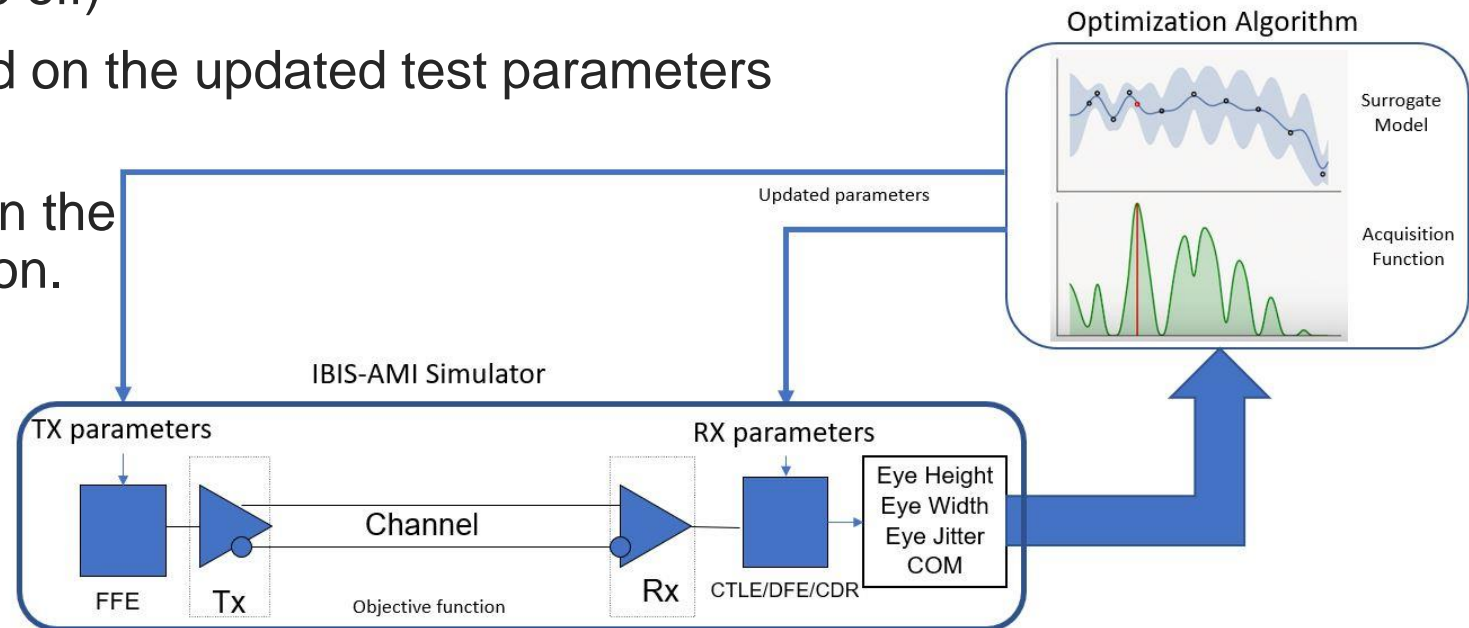 off)
Optimization Algorithm
d on the updated test parameters
Surrogate
Model
n the
on.
Updated parameters
Acquisition
Function
IBIS-AMI Simulator
TX parameters
RX parameters
Eye Height
Eye Width
Eye Jitter
COM
Channel
FFE
Tx
Objective function
Rx
CTLE/DFE/CDR